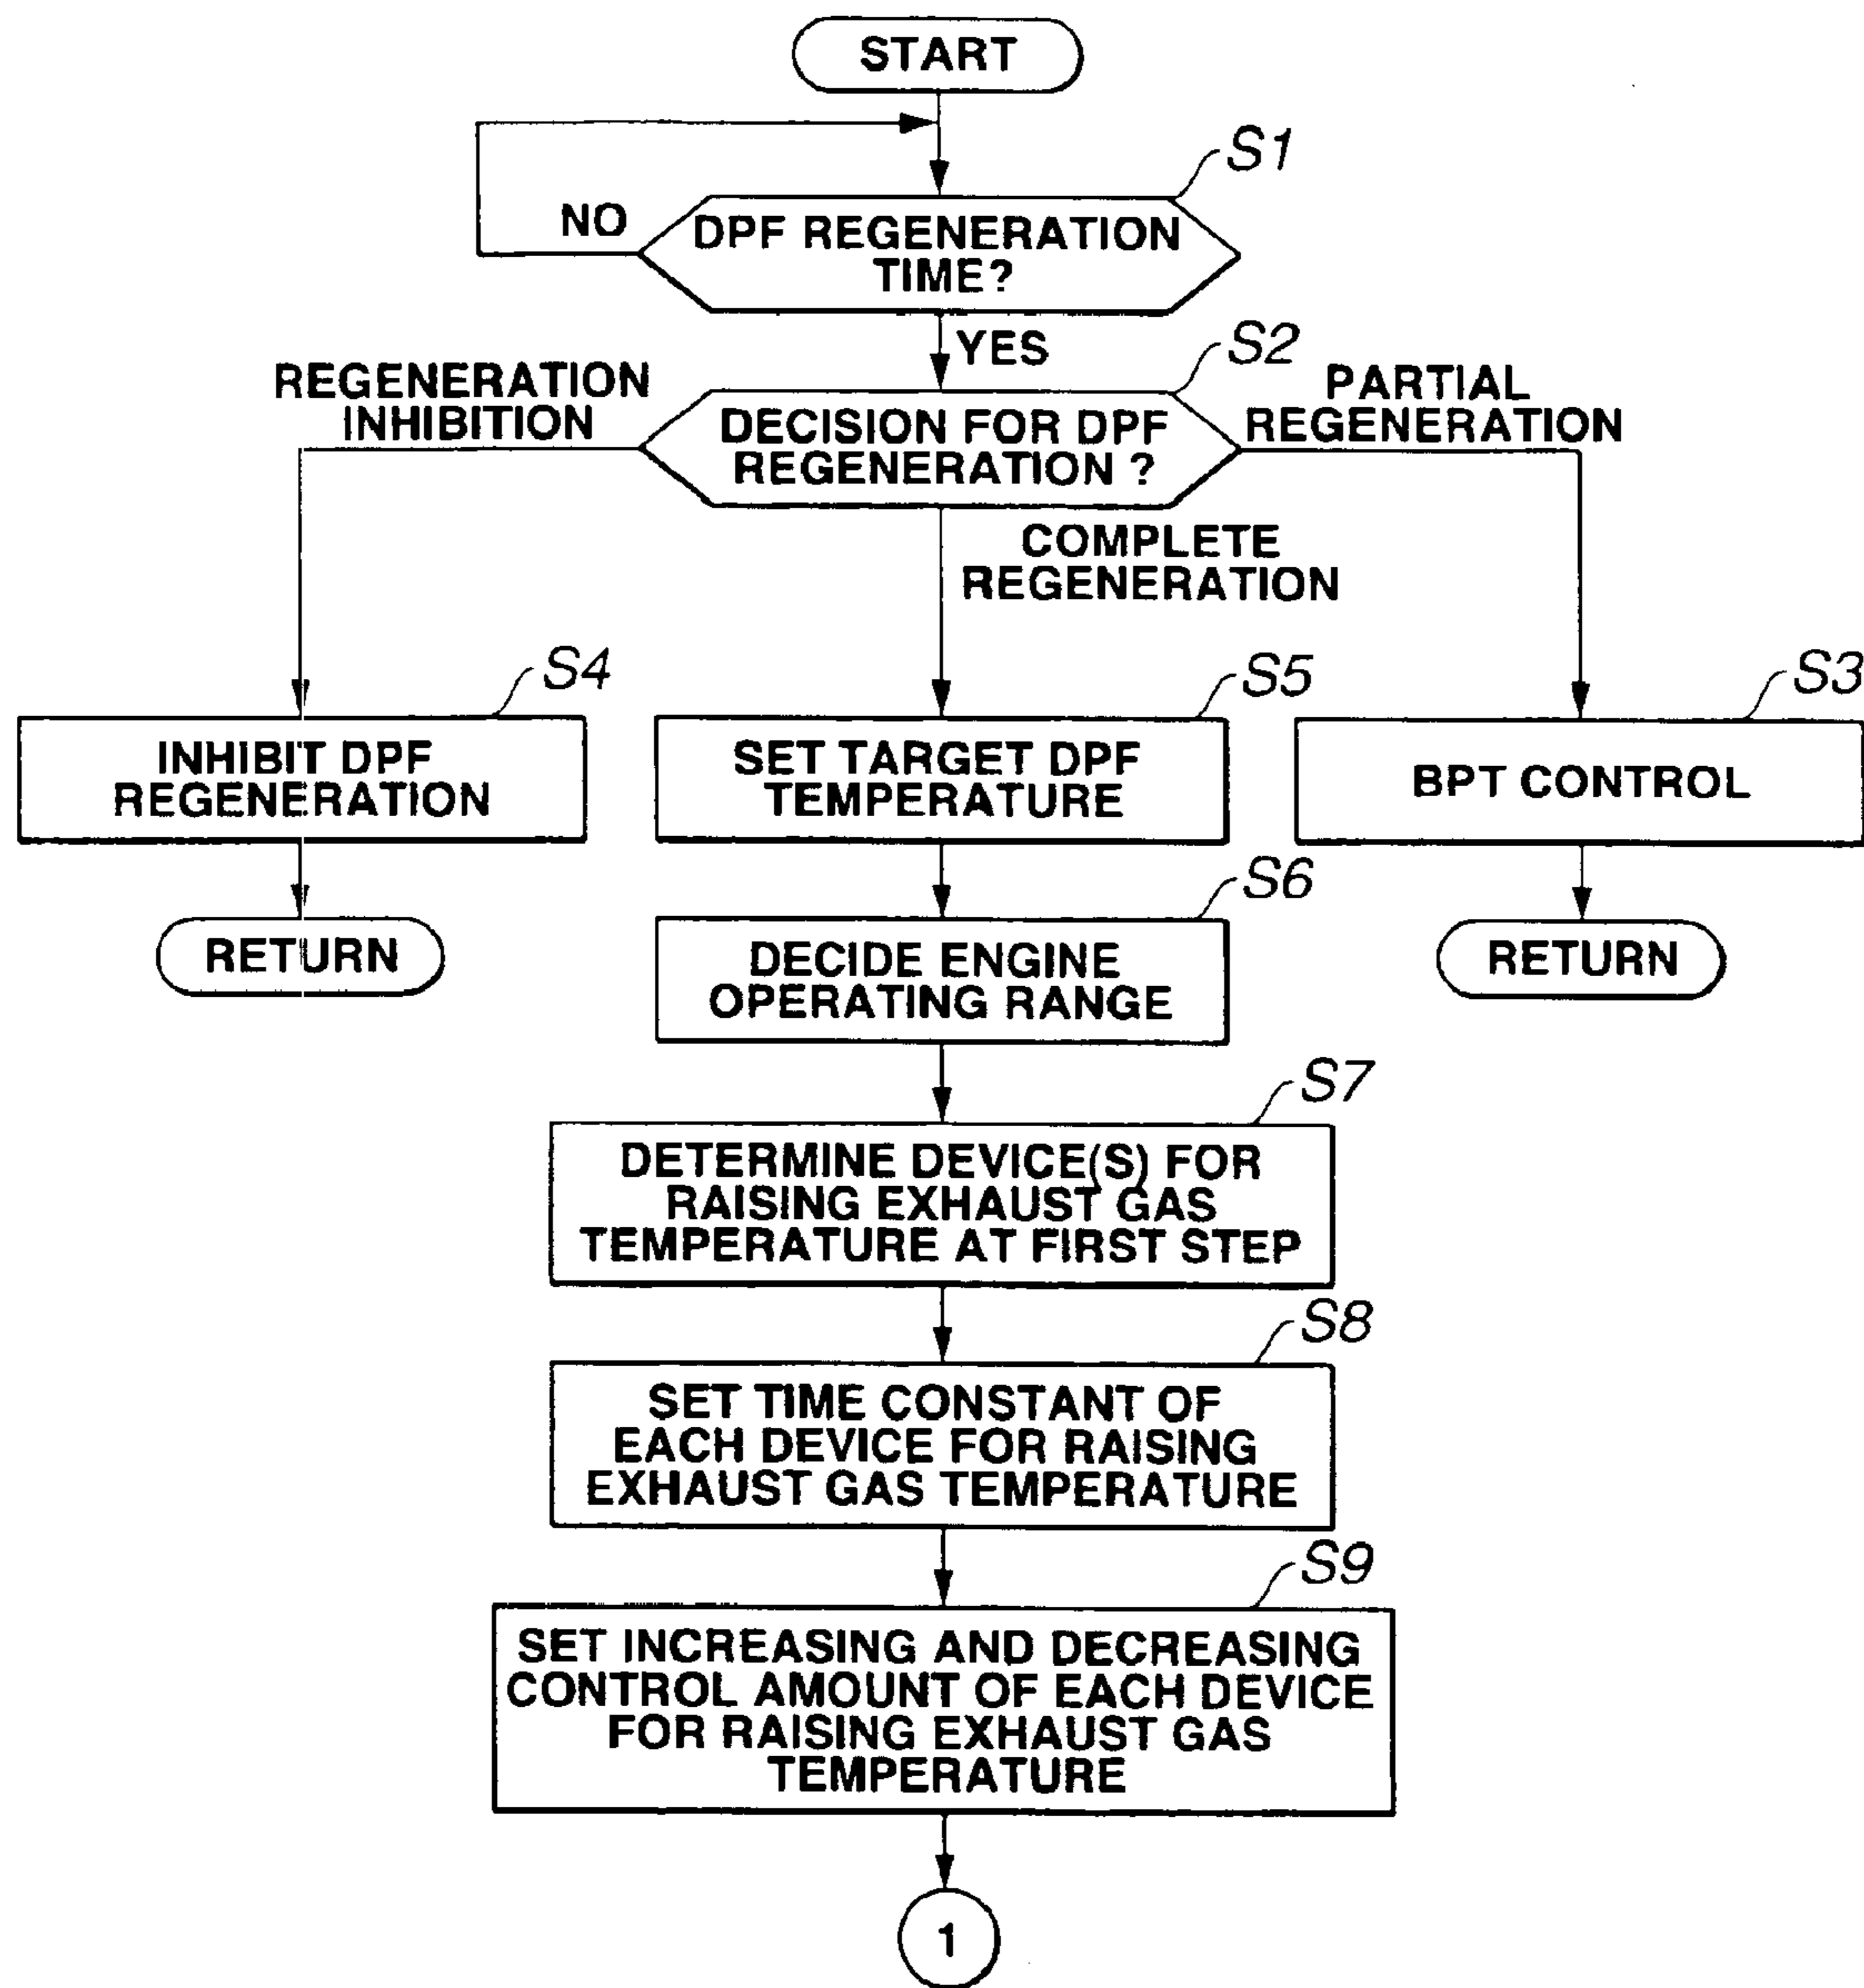 START
S1
NO
DPF REGENERATION
TIME?
YES
S2
REGENERATION
INHIBITION
PARTIAL
REGENERATION
DECISION FOR DPF
REGENERATION ?
COMPLETE
REGENERATION
S4
S5
S3
INHIBIT DPF
REGENERATION
SET TARGET DPF
TEMPERATURE
BPT CONTROL
S6
RETURN
DECIDE ENGINE
OPERATING RANGE
RETURN
S7
DETERMINE DEVICE(S) FOR
RAISING EXHAUST GAS
TEMPERATURE AT FIRST STEP
S8
SET TIME CONSTANT OF
EACH DEVICE FOR RAISING
EXHAUST GAS TEMPERATURE
S9
SET INCREASING AND DECREASING
CONTROL AMOUNT OF EACH DEVICE
FOR RAISING EXHAUST GAS
TEMPERATURE
1